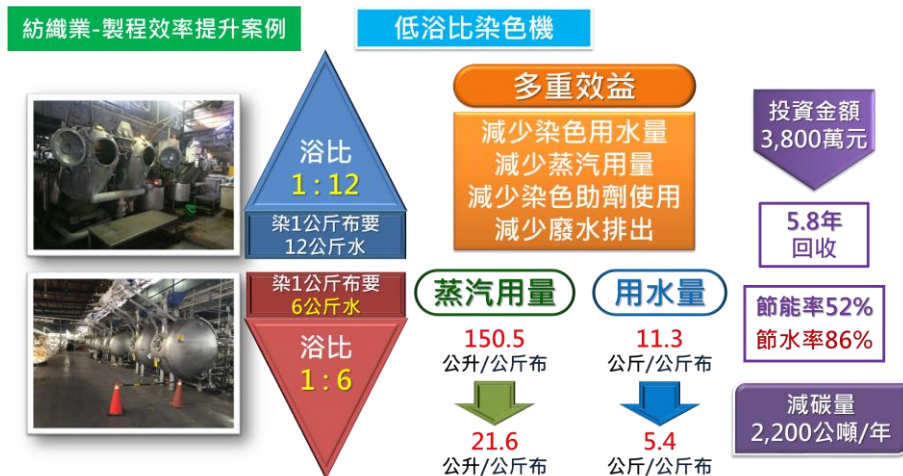 紡織業-製程效率提升案例
低浴比染色機
浴比
1：12
染1公斤布要
12公斤水
染1公斤布要
6公斤水
浴比
1：6
多重效益
減少染色用水量
減少蒸汽用量
減少染色助劑使用
減少廢水排出
蒸汽用量
150.5
公升/公斤布
21.6
公升/公斤布
用水量
11.3
公斤/公斤布
5.4
公斤/公斤布
投資金額
3,800萬元
5.8年
回收
節能率52%
節水率86%
減碳量
2,200公噸/年